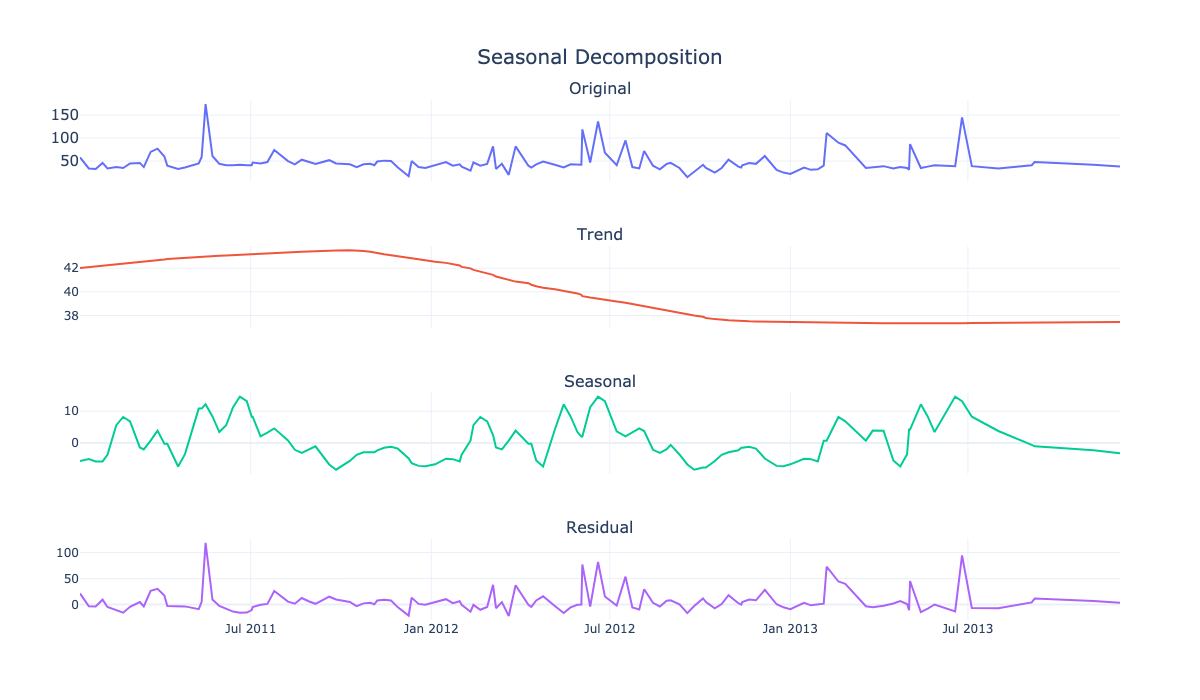 Seasonal Decomposition
Original
150
100
50
Trend
42
40
38
Seasonal
10
0
Residual
100
50
0
Jul 2011 Jan 2012 Jul 2012 Jan 2013 Jul 2013